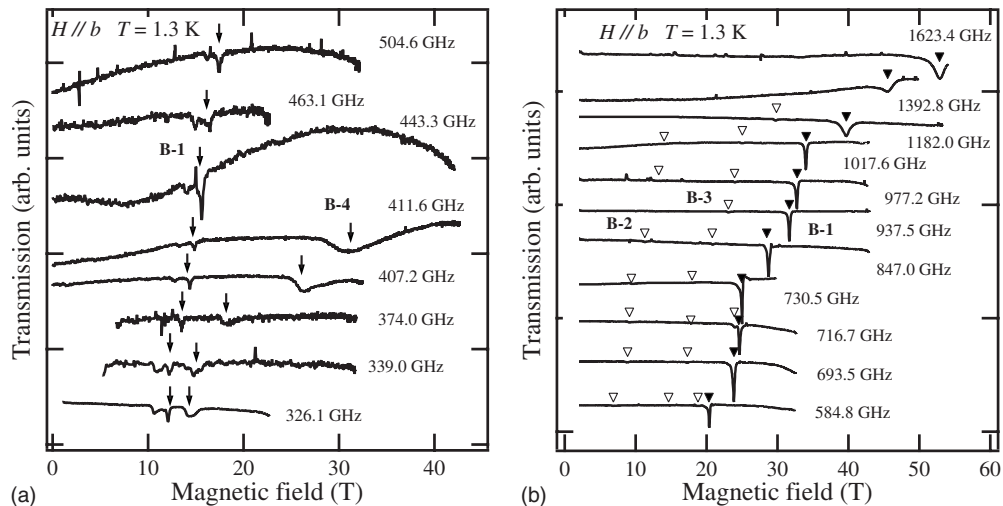 H // b T = 1.3 K
504.6 GHz
463.1 GHz
443.3 GHz
B-1
B-4
411.6 GHz
407.2 GHz
374.0 GHz
339.0 GHz
326.1 GHz
Transmission (arb. units)
0 10 20 30 40
(a) Magnetic field (T)
H // b T = 1.3 K
1623.4 GHz
1392.8 GHz
1182.0 GHz
1017.6 GHz
977.2 GHz
B-3
B-2
B-1
937.5 GHz
847.0 GHz
730.5 GHz
716.7 GHz
693.5 GHz
584.8 GHz
Transmission (arb. units)
0 10 20 30 40 50 60
(b) Magnetic field (T)